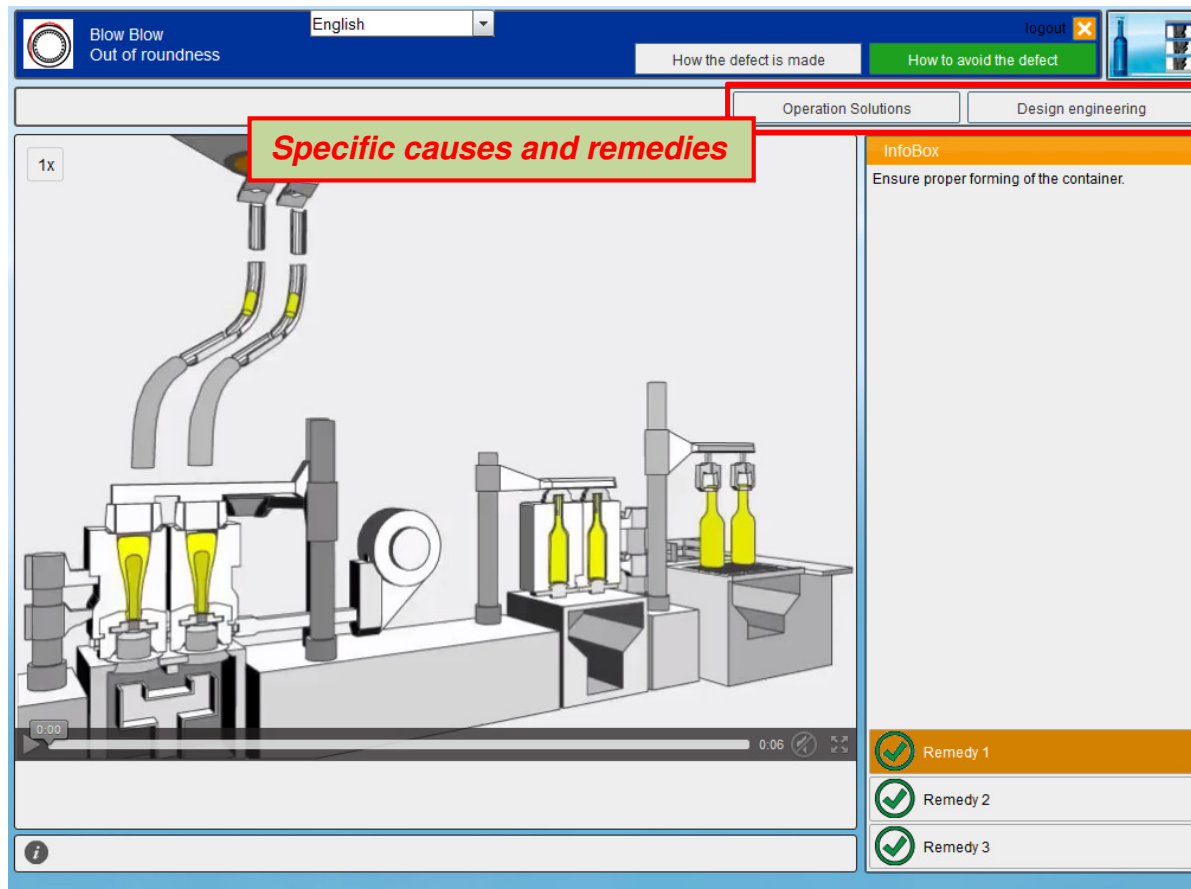 Blow Blow
Out of roundness
English
logout
How the defect is made
How to avoid the defect
Operation Solutions
Design engineering
Specific causes and remedies
1x
InfoBox
Ensure proper forming of the container.
0:00
0:06
Remedy 1
Remedy 2
Remedy 3
i